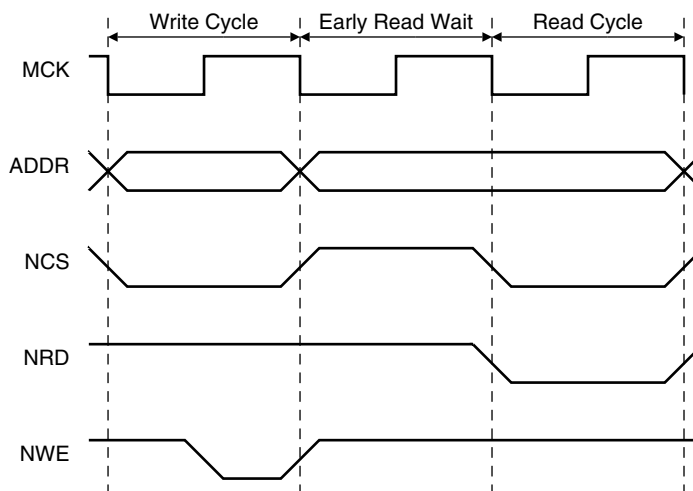 Write Cycle Early Read Wait Read Cycle
MCK
ADDR
NCS
NRD
NWE